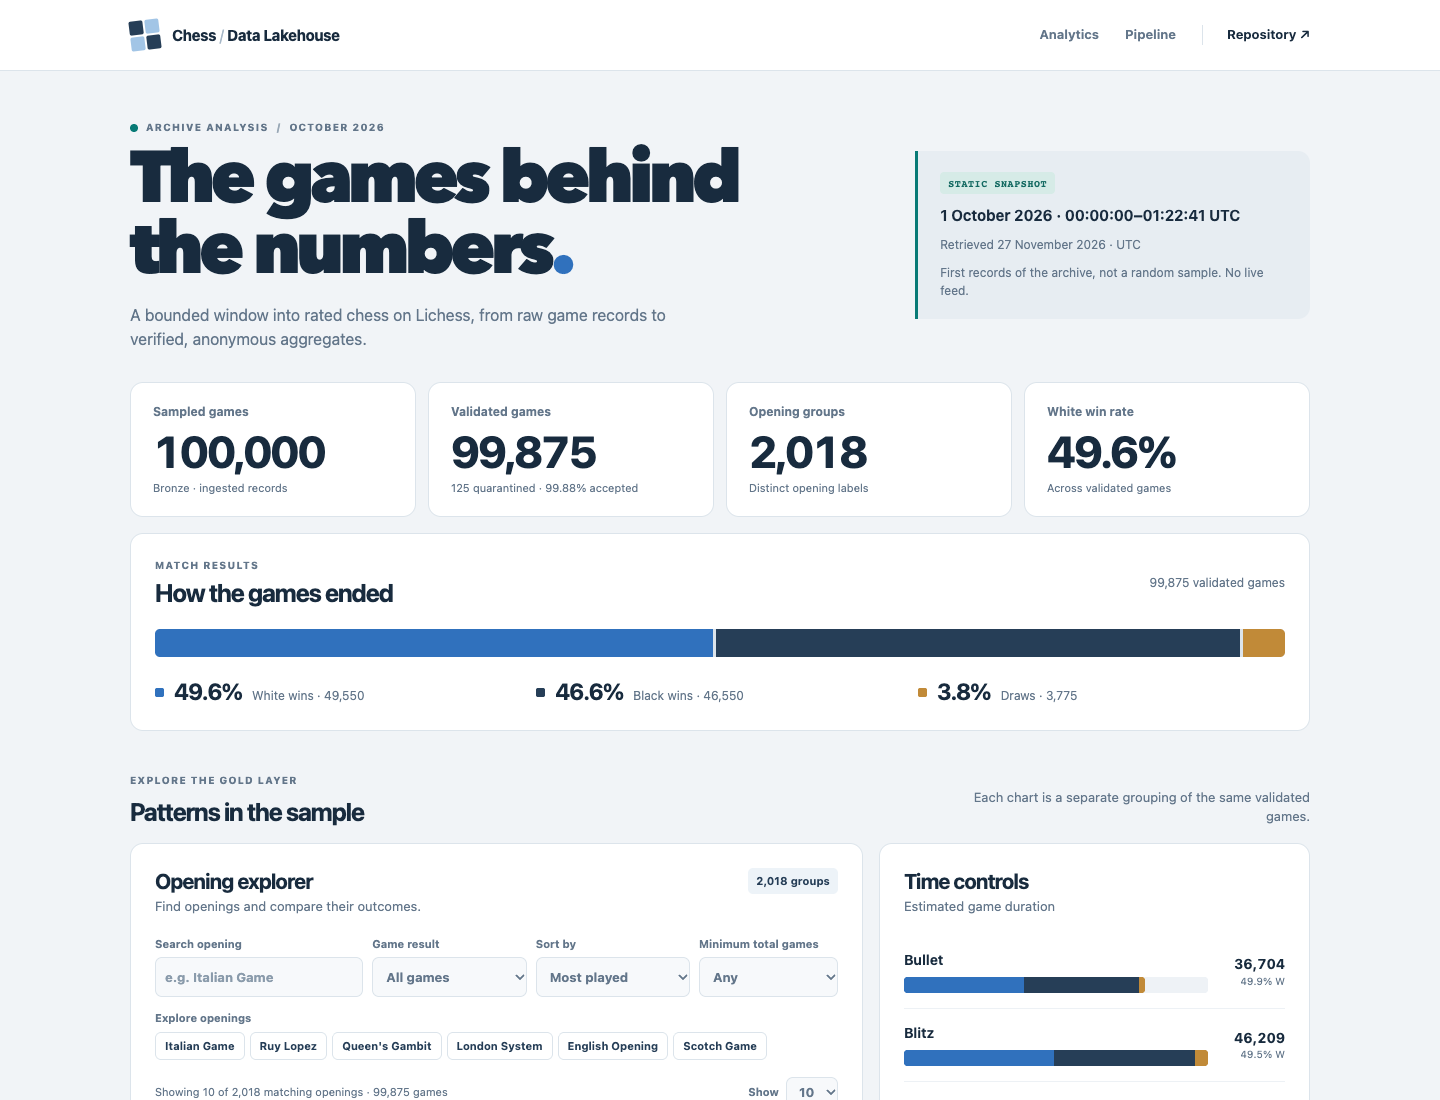 Chess / Data Lakehouse
Analytics
Pipeline
Repository ↗
ARCHIVE ANALYSIS / OCTOBER 2026
The games behind
the numbers.
A bounded window into rated chess on Lichess, from raw game records to
verified, anonymous aggregates.
STATIC SNAPSHOT
1 October 2026 · 00:00:00–01:22:41 UTC
Retrieved 27 November 2026 · UTC
First records of the archive, not a random sample. No live
feed.
Sampled games
100,000
Bronze · ingested records
Validated games
99,875
125 quarantined · 99.88% accepted
Opening groups
2,018
Distinct opening labels
White win rate
49.6%
Across validated games
MATCH RESULTS
How the games ended
99,875 validated games
49.6% White wins · 49,550
46.6% Black wins · 46,550
3.8% Draws · 3,775
EXPLORE THE GOLD LAYER
Patterns in the sample
Each chart is a separate grouping of the same validated
games.
Opening explorer
2,018 groups
Find openings and compare their outcomes.
Search opening
Game result
Sort by
Minimum total games
e.g. Italian Game
All games
Most played
Any
Explore openings
Italian Game
Ruy Lopez
Queen's Gambit
London System
English Opening
Scotch Game
Showing 10 of 2,018 matching openings · 99,875 games
Show
10
Time controls
Estimated game duration
Bullet
36,704
49.9% W
Blitz
46,209
49.5% W